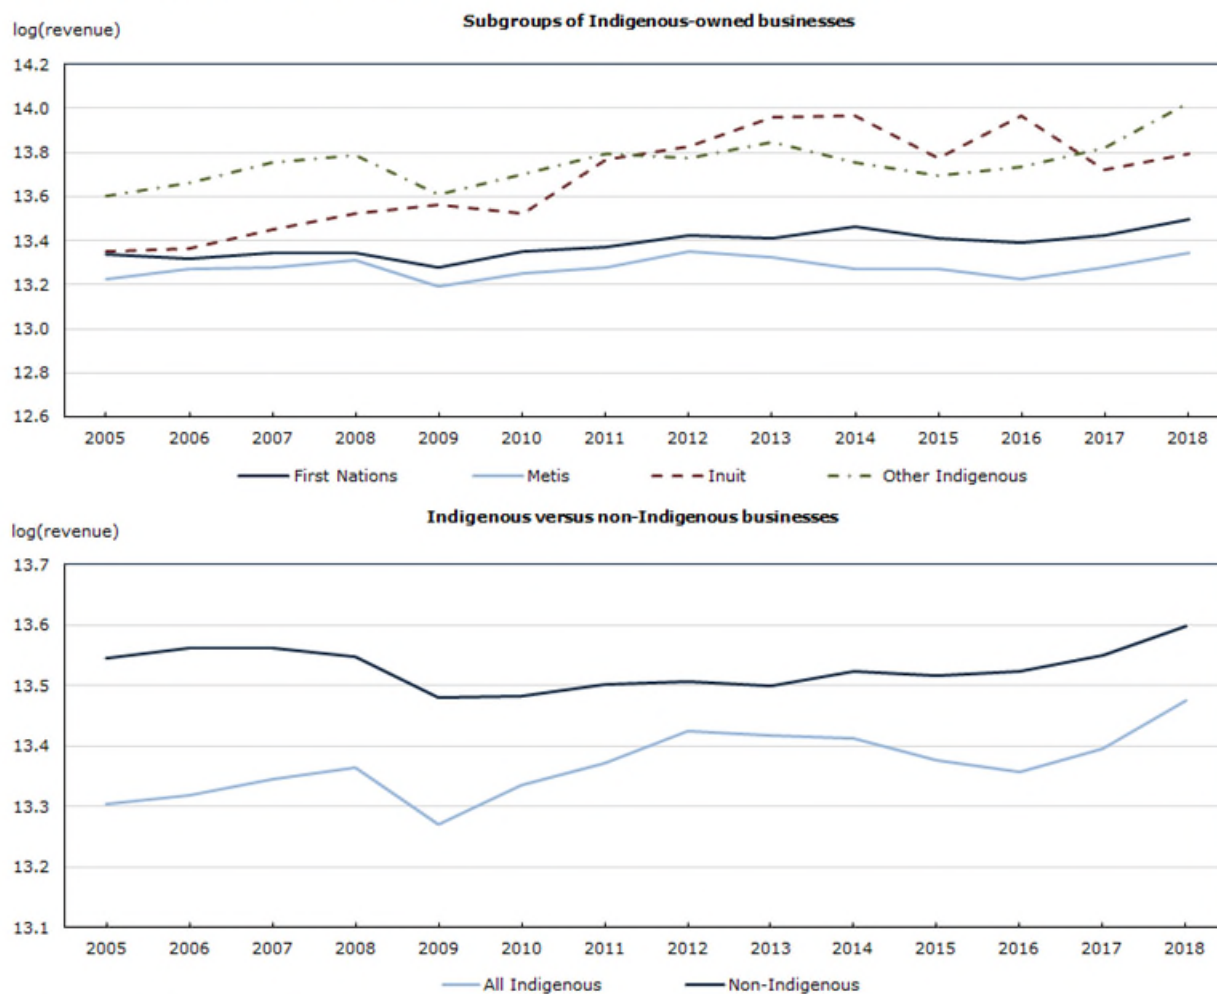 Subgroups of Indigenous-owned businesses
log(revenue)
14.2
14.0
13.8
13.6
13.4
13.2
13.0
12.8
12.6
2005 2006 2007 2008 2009 2010 2011 2012 2013 2014 2015 2016 2017 2018
First Nations Metis Inuit Other Indigenous
Indigenous versus non-Indigenous businesses
log(revenue)
13.7
13.6
13.5
13.4
13.3
13.2
13.1
2005 2006 2007 2008 2009 2010 2011 2012 2013 2014 2015 2016 2017 2018
All Indigenous Non-Indigenous